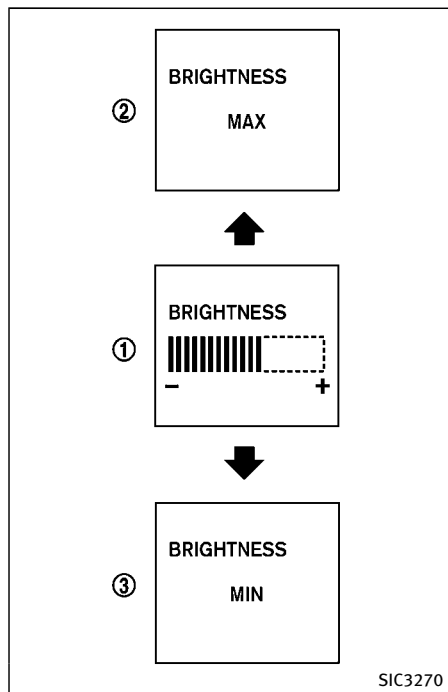 ②
BRIGHTNESS
MAX
①
BRIGHTNESS
− +
③
BRIGHTNESS
MIN
SIC3270